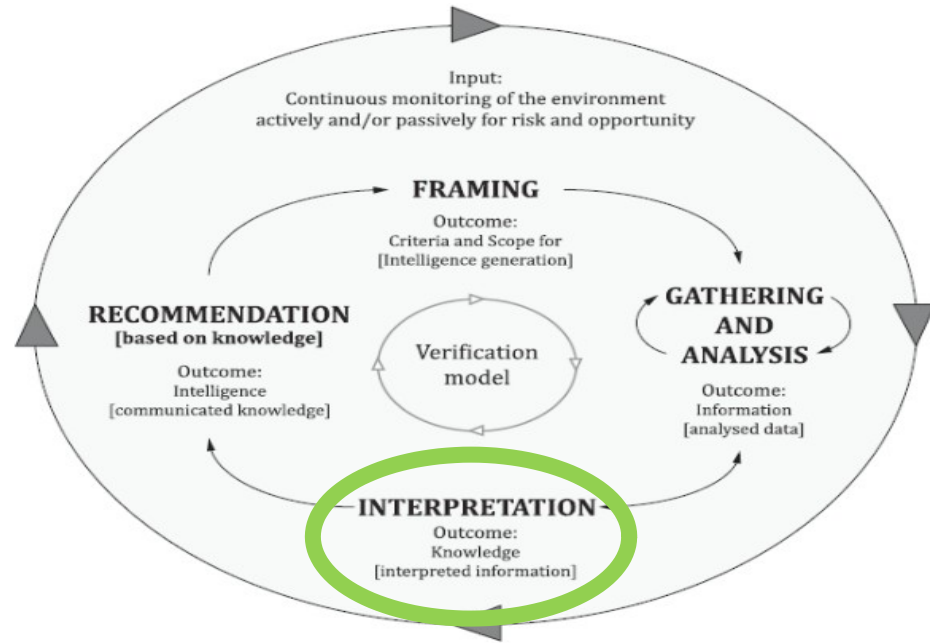 Input:
Continuous monitoring of the environment
actively and/or passively for risk and opportunity
FRAMING
Outcome:
Criteria and Scope for
[Intelligence generation]
GATHERING
AND
ANALYSIS
Outcome:
Information
[analysed data]
RECOMMENDATION
[based on knowledge]
Outcome:
Intelligence
[communicated knowledge]
Verification
model
INTERPRETATION
Outcome:
Knowledge
[interpreted information]